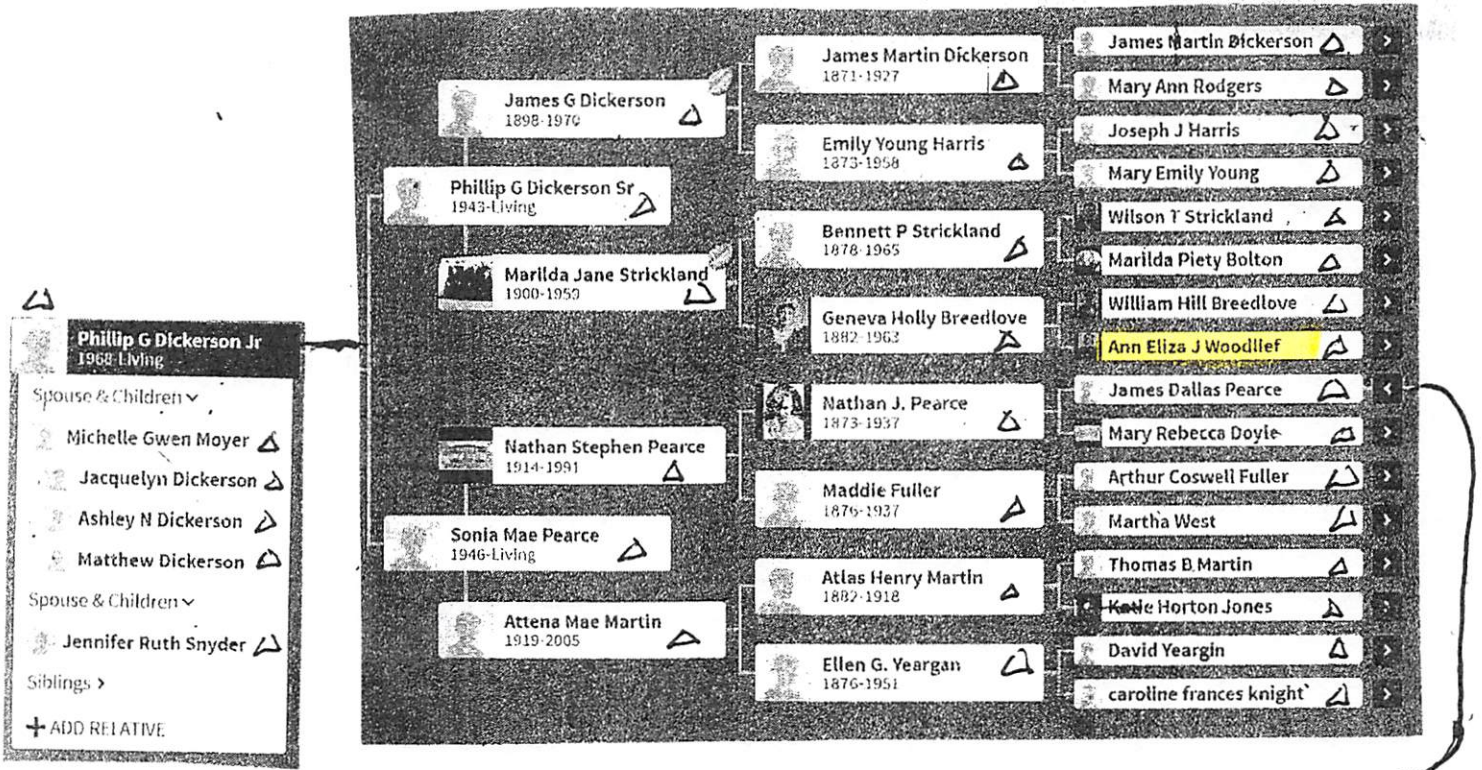 Phillip G Dickerson Jr
1968-Living
Spouse & Children
Michelle Gwen Moyer
Jacquelyn Dickerson
Ashley N Dickerson
Matthew Dickerson
Spouse & Children
Jennifer Ruth Snyder
Siblings >
+ ADD RELATIVE
Phillip G Dickerson Sr
1943-Living
Sonia Mae Pearce
1946-Living
James G Dickerson
1898-1970
Marilda Jane Strickland
1900-1950
Nathan Stephen Pearce
1914-1991
Attena Mae Martin
1919-2005
James Martin Dickerson
1871-1927
Emily Young Harris
1873-1958
Bennett P Strickland
1878-1965
Geneva Holly Breedlove
1882-1963
Nathan J. Pearce
1873-1937
Maddie Fuller
1876-1937
Atlas Henry Martin
1882-1918
Ellen G. Yeargan
1876-1951
James Martin Dickerson
Mary Ann Rodgers
Joseph J Harris
Mary Emily Young
Wilson T Strickland
Marilda Piety Bolton
William Hill Breedlove
Ann Eliza J Woodlief
James Dallas Pearce
Mary Rebecca Doyle
Arthur Coswell Fuller
Martha West
Thomas B Martin
Katie Horton Jones
David Yeargin
caroline frances knight